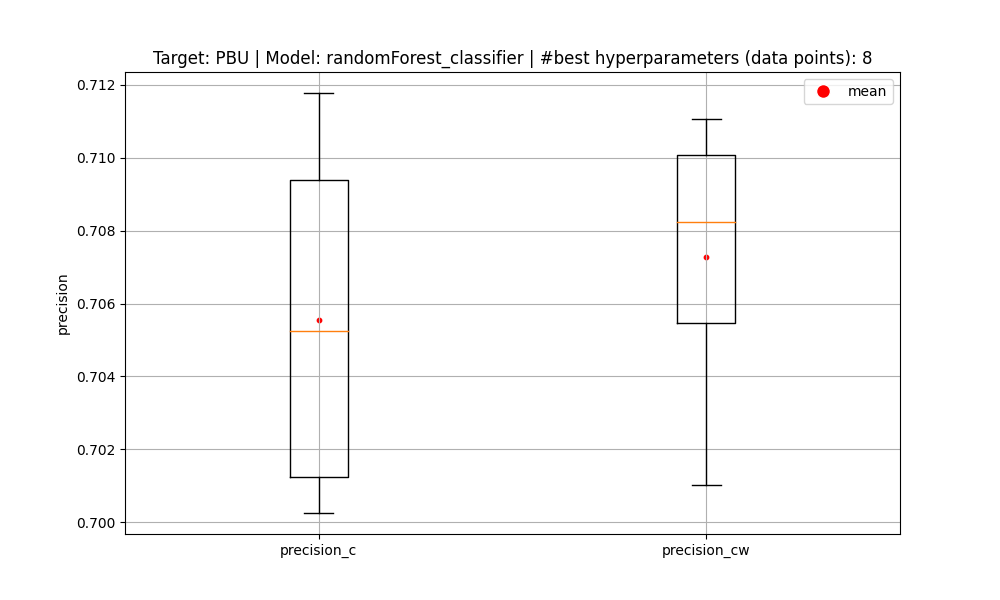 Target: PBU | Model: randomForest_classifier | #best hyperparameters (data points): 8
mean
precision
0.712
0.710
0.708
0.706
0.704
0.702
0.700
precision_c
precision_cw